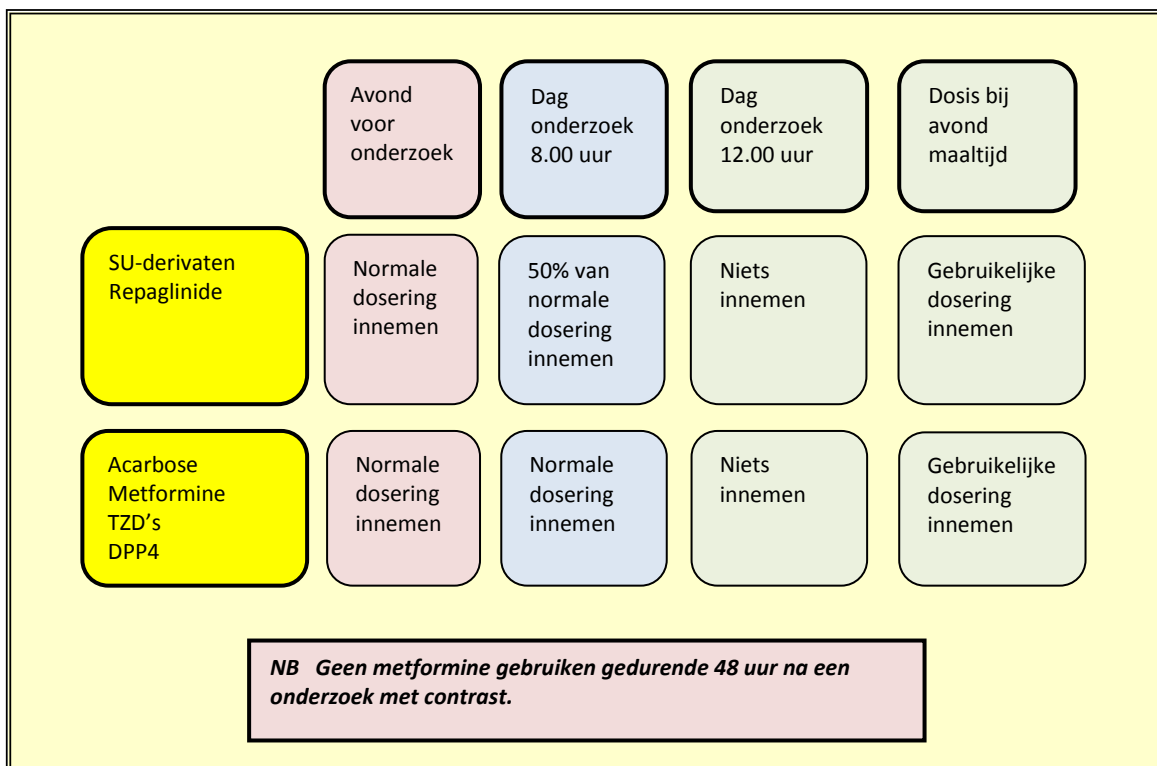 Avond
voor
onderzoek
Dag
onderzoek
8.00 uur
Dag
onderzoek
12.00 uur
Dosis bij
avond
maaltijd
SU-derivaten
Repaglinide
Normale
dosering
innemen
50% van
normale
dosering
innemen
Niets
innemen
Gebruikelijke
dosering
innemen
Acarbose
Metformine
TZD’s
DPP4
Normale
dosering
innemen
Normale
dosering
innemen
Niets
innemen
Gebruikelijke
dosering
innemen
NB Geen metformine gebruiken gedurende 48 uur na een
onderzoek met contrast.